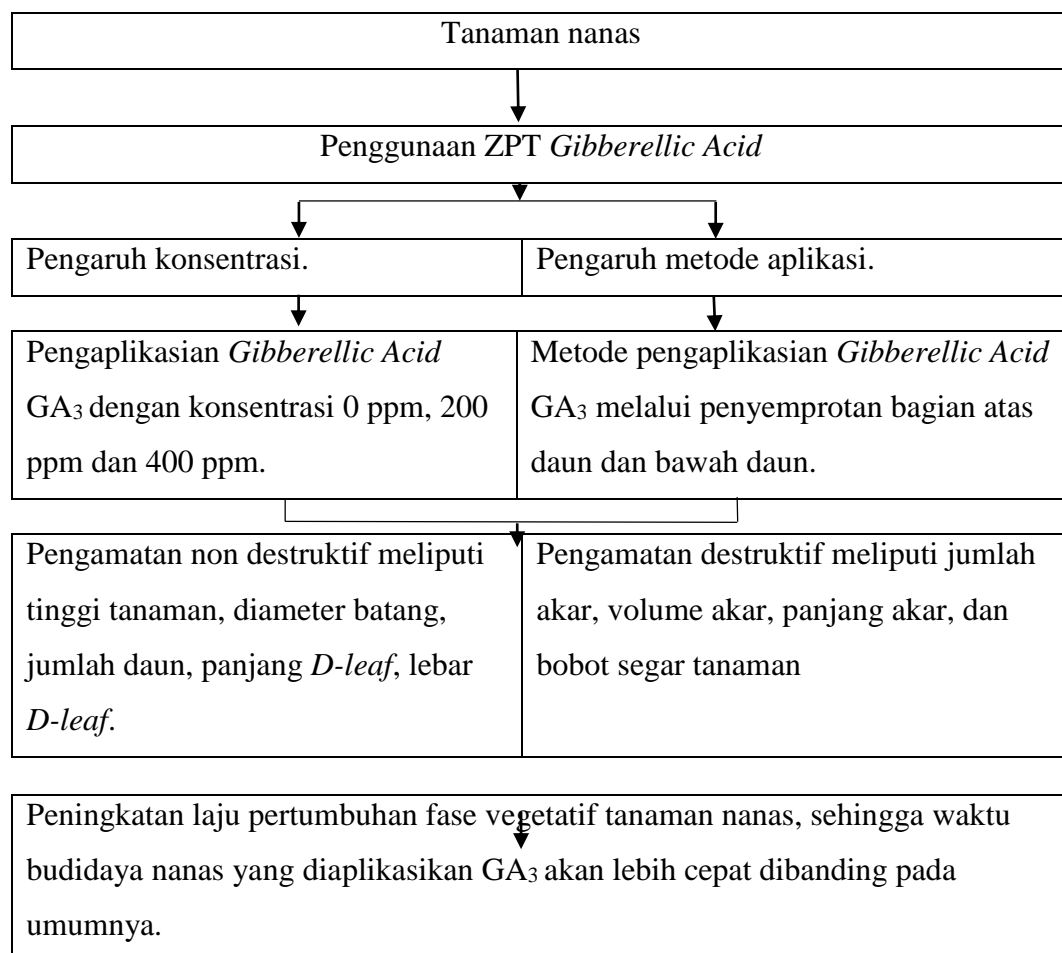 Tanaman nanas
Penggunaan ZPT Gibberellic Acid
Pengaruh konsentrasi.
Pengaruh metode aplikasi.
Pengaplikasian Gibberellic Acid
GA₃ dengan konsentrasi 0 ppm, 200
ppm dan 400 ppm.
Metode pengaplikasian Gibberellic Acid
GA₃ melalui penyemprotan bagian atas
daun dan bawah daun.
Pengamatan non destruktif meliputi
tinggi tanaman, diameter batang,
jumlah daun, panjang D-leaf, lebar
D-leaf.
Pengamatan destruktif meliputi jumlah
akar, volume akar, panjang akar, dan
bobot segar tanaman
Peningkatan laju pertumbuhan fase vegetatif tanaman nanas, sehingga waktu
budidaya nanas yang diaplikasikan GA₃ akan lebih cepat dibanding pada
umumnya.